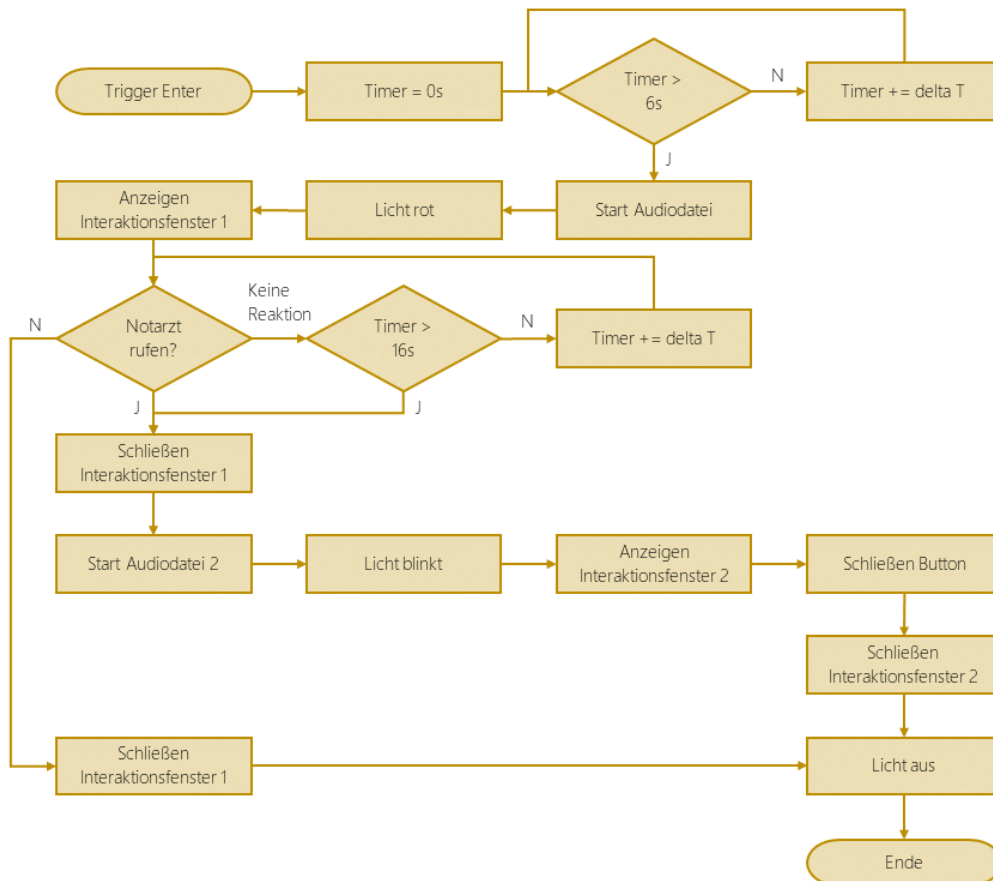 Trigger Enter
Timer = 0s
Timer >
6s
N
Timer += delta T
J
Anzeigen
Interaktionsfenster 1
Licht rot
Start Audiodatei
N
Notarzt
rufen?
Keine
Reaktion
Timer >
16s
N
Timer += delta T
J
J
Schließen
Interaktionsfenster 1
Start Audiodatei 2
Licht blinkt
Anzeigen
Interaktionsfenster 2
Schließen Button
Schließen
Interaktionsfenster 2
Schließen
Interaktionsfenster 1
Licht aus
Ende